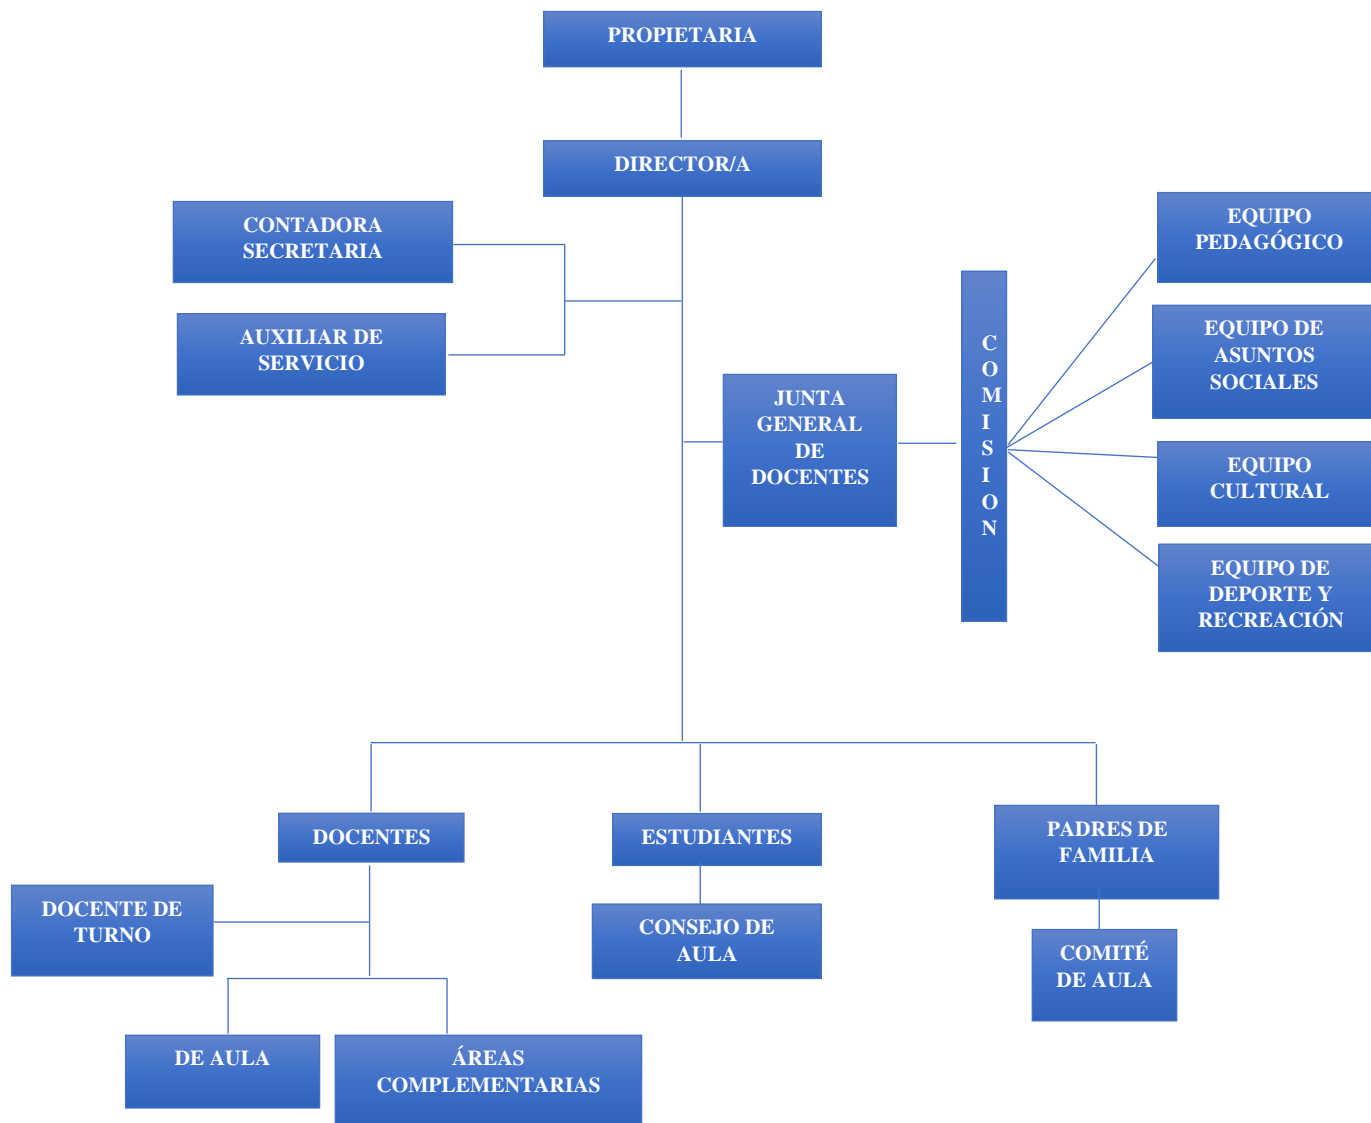 PROPIETARIA
DIRECTOR/A
CONTADORA
SECRETARIA
AUXILIAR DE
SERVICIO
JUNTA
GENERAL
DE
DOCENTES
COMISION
EQUIPO
PEDAGÓGICO
EQUIPO DE
ASUNTOS
SOCIALES
EQUIPO
CULTURAL
EQUIPO DE
DEPORTE Y
RECREACIÓN
DOCENTES
ESTUDIANTES
PADRES DE
FAMILIA
DOCENTE DE
TURNO
CONSEJO DE
AULA
COMITÉ
DE AULA
DE AULA
ÁREAS
COMPLEMENTARIAS